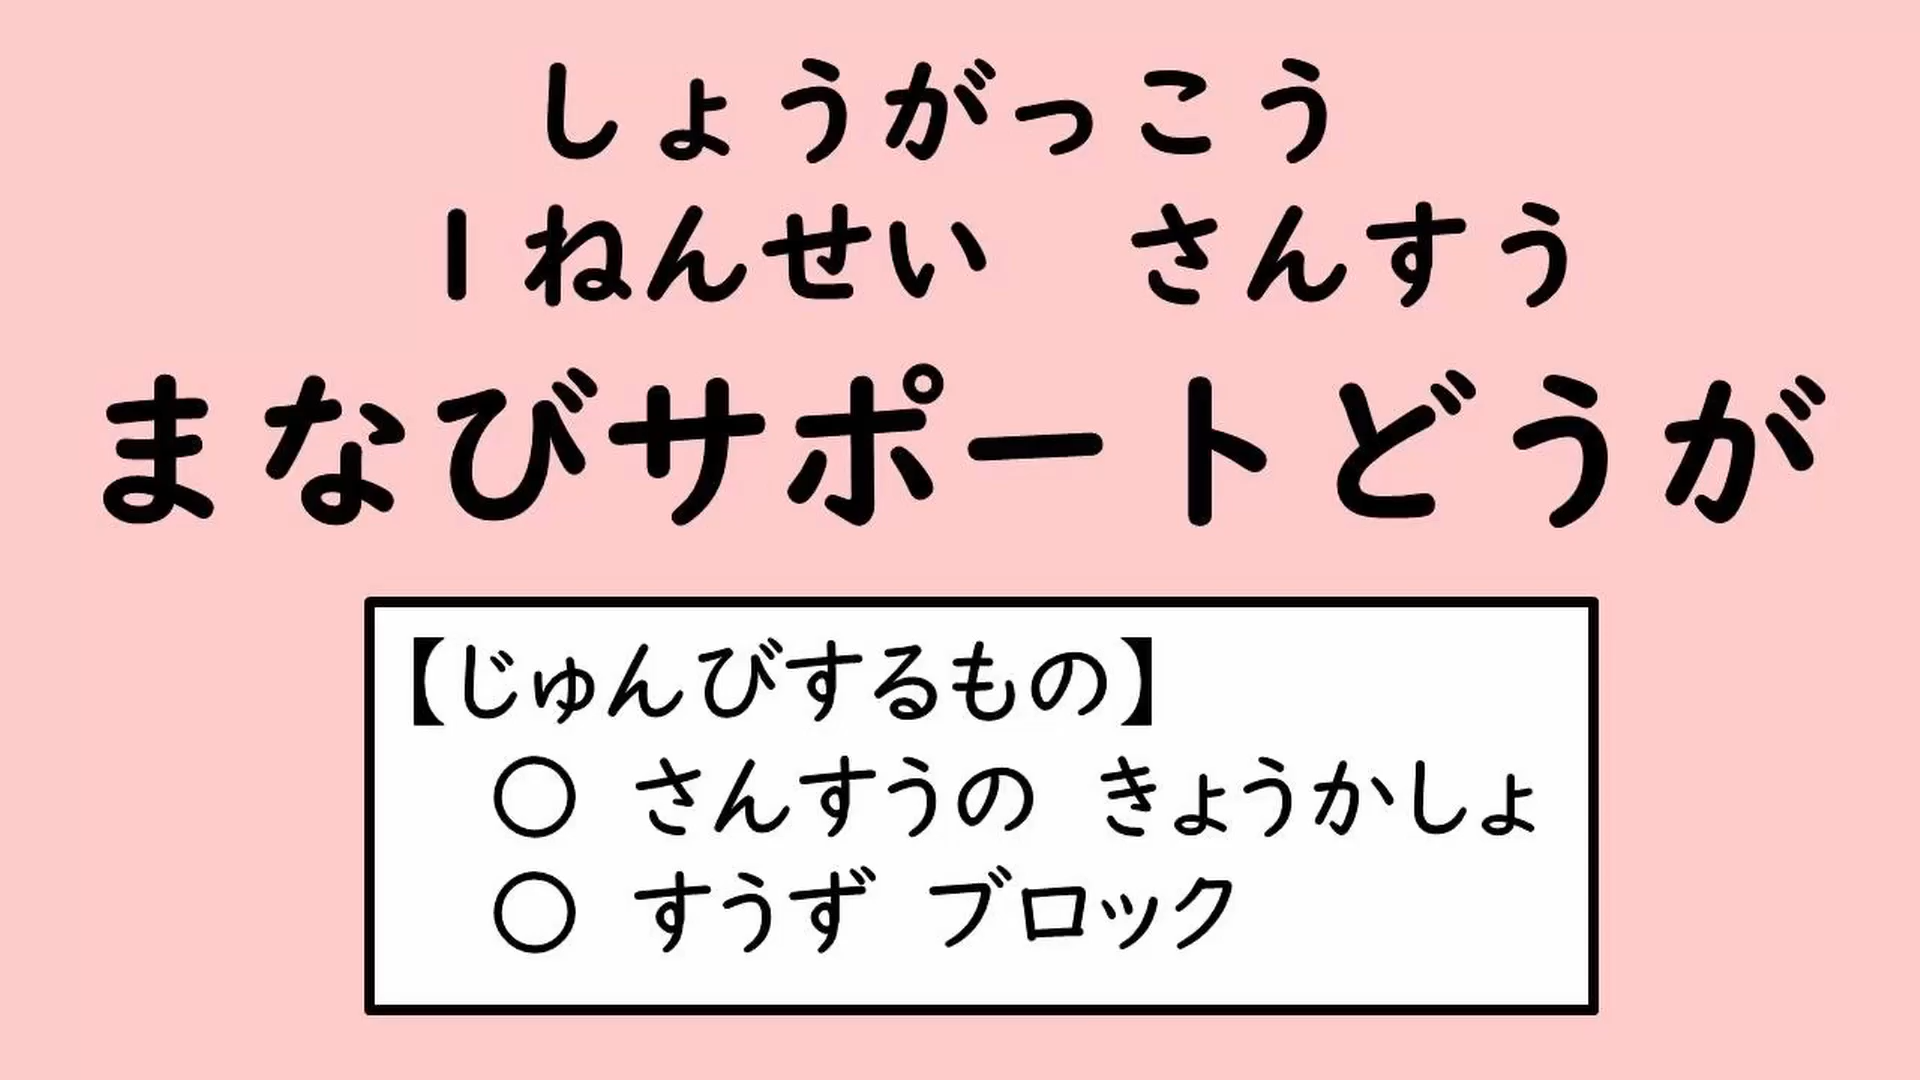 しょうがっこう
1ねんせい　さんすう
まなびサポートどうが
【じゅんびするもの】
○ さんすうの きょうかしょ
○ すうず ブロック